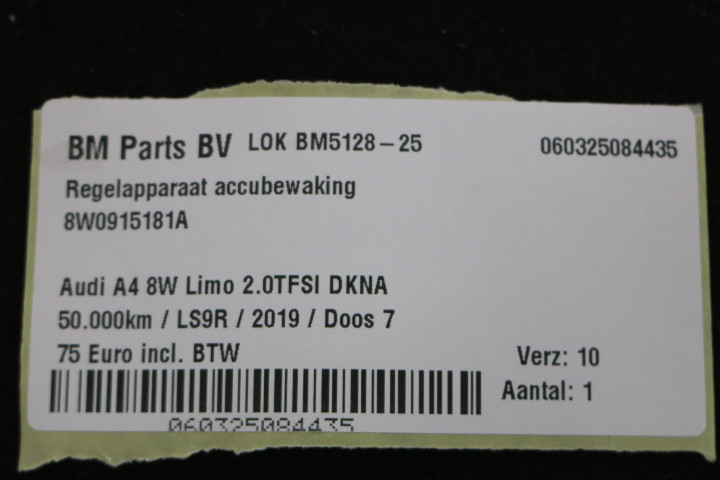 BM Parts BV LOK BM5128-25 060325084435
Regelapparaat accubewaking
8W0915181A
Audi A4 8W Limo 2.0TFSI DKNA
50.000km / LS9R / 2019 / Doos 7
75 Euro incl. BTW Verz: 10
Aantal: 1
060325084435